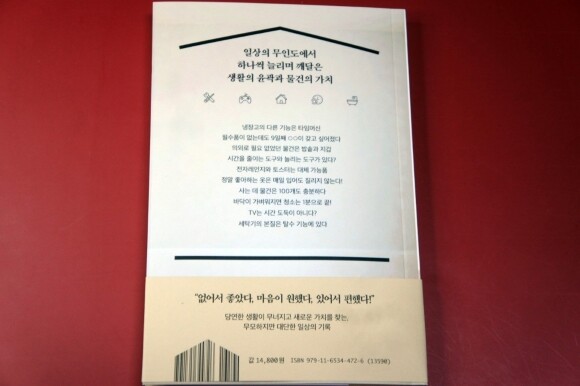 일상의 무인도에서
하나씩 늘리며 깨달은
생활의 윤곽과 물건의 가치
냉장고의 다른 기능은 타임머신
필수품이 없는데도 9일째 ○○이 갖고 싶어졌다
의외로 필요 없었던 물건은 밥솥과 지갑
시간을 줄이는 도구와 늘리는 도구가 있다?
전자레인지와 토스터는 대체 가능품
정말 좋아하는 옷은 매일 입어도 질리지 않는다!
사는 데 물건은 100개도 충분하다
바닥이 가벼워지면 청소는 1분으로 끝!
TV는 시간 도둑이 아니다?
세탁기의 본질은 탈수 기능에 있다
“없어서 좋았다, 마음이 원했다, 있어서 편했다!”
당연한 생활이 무너지고 새로운 가치를 찾는,
무모하지만 대단한 일상의 기록
값 14,800원 ISBN 979-11-6534-472-6 (13590)